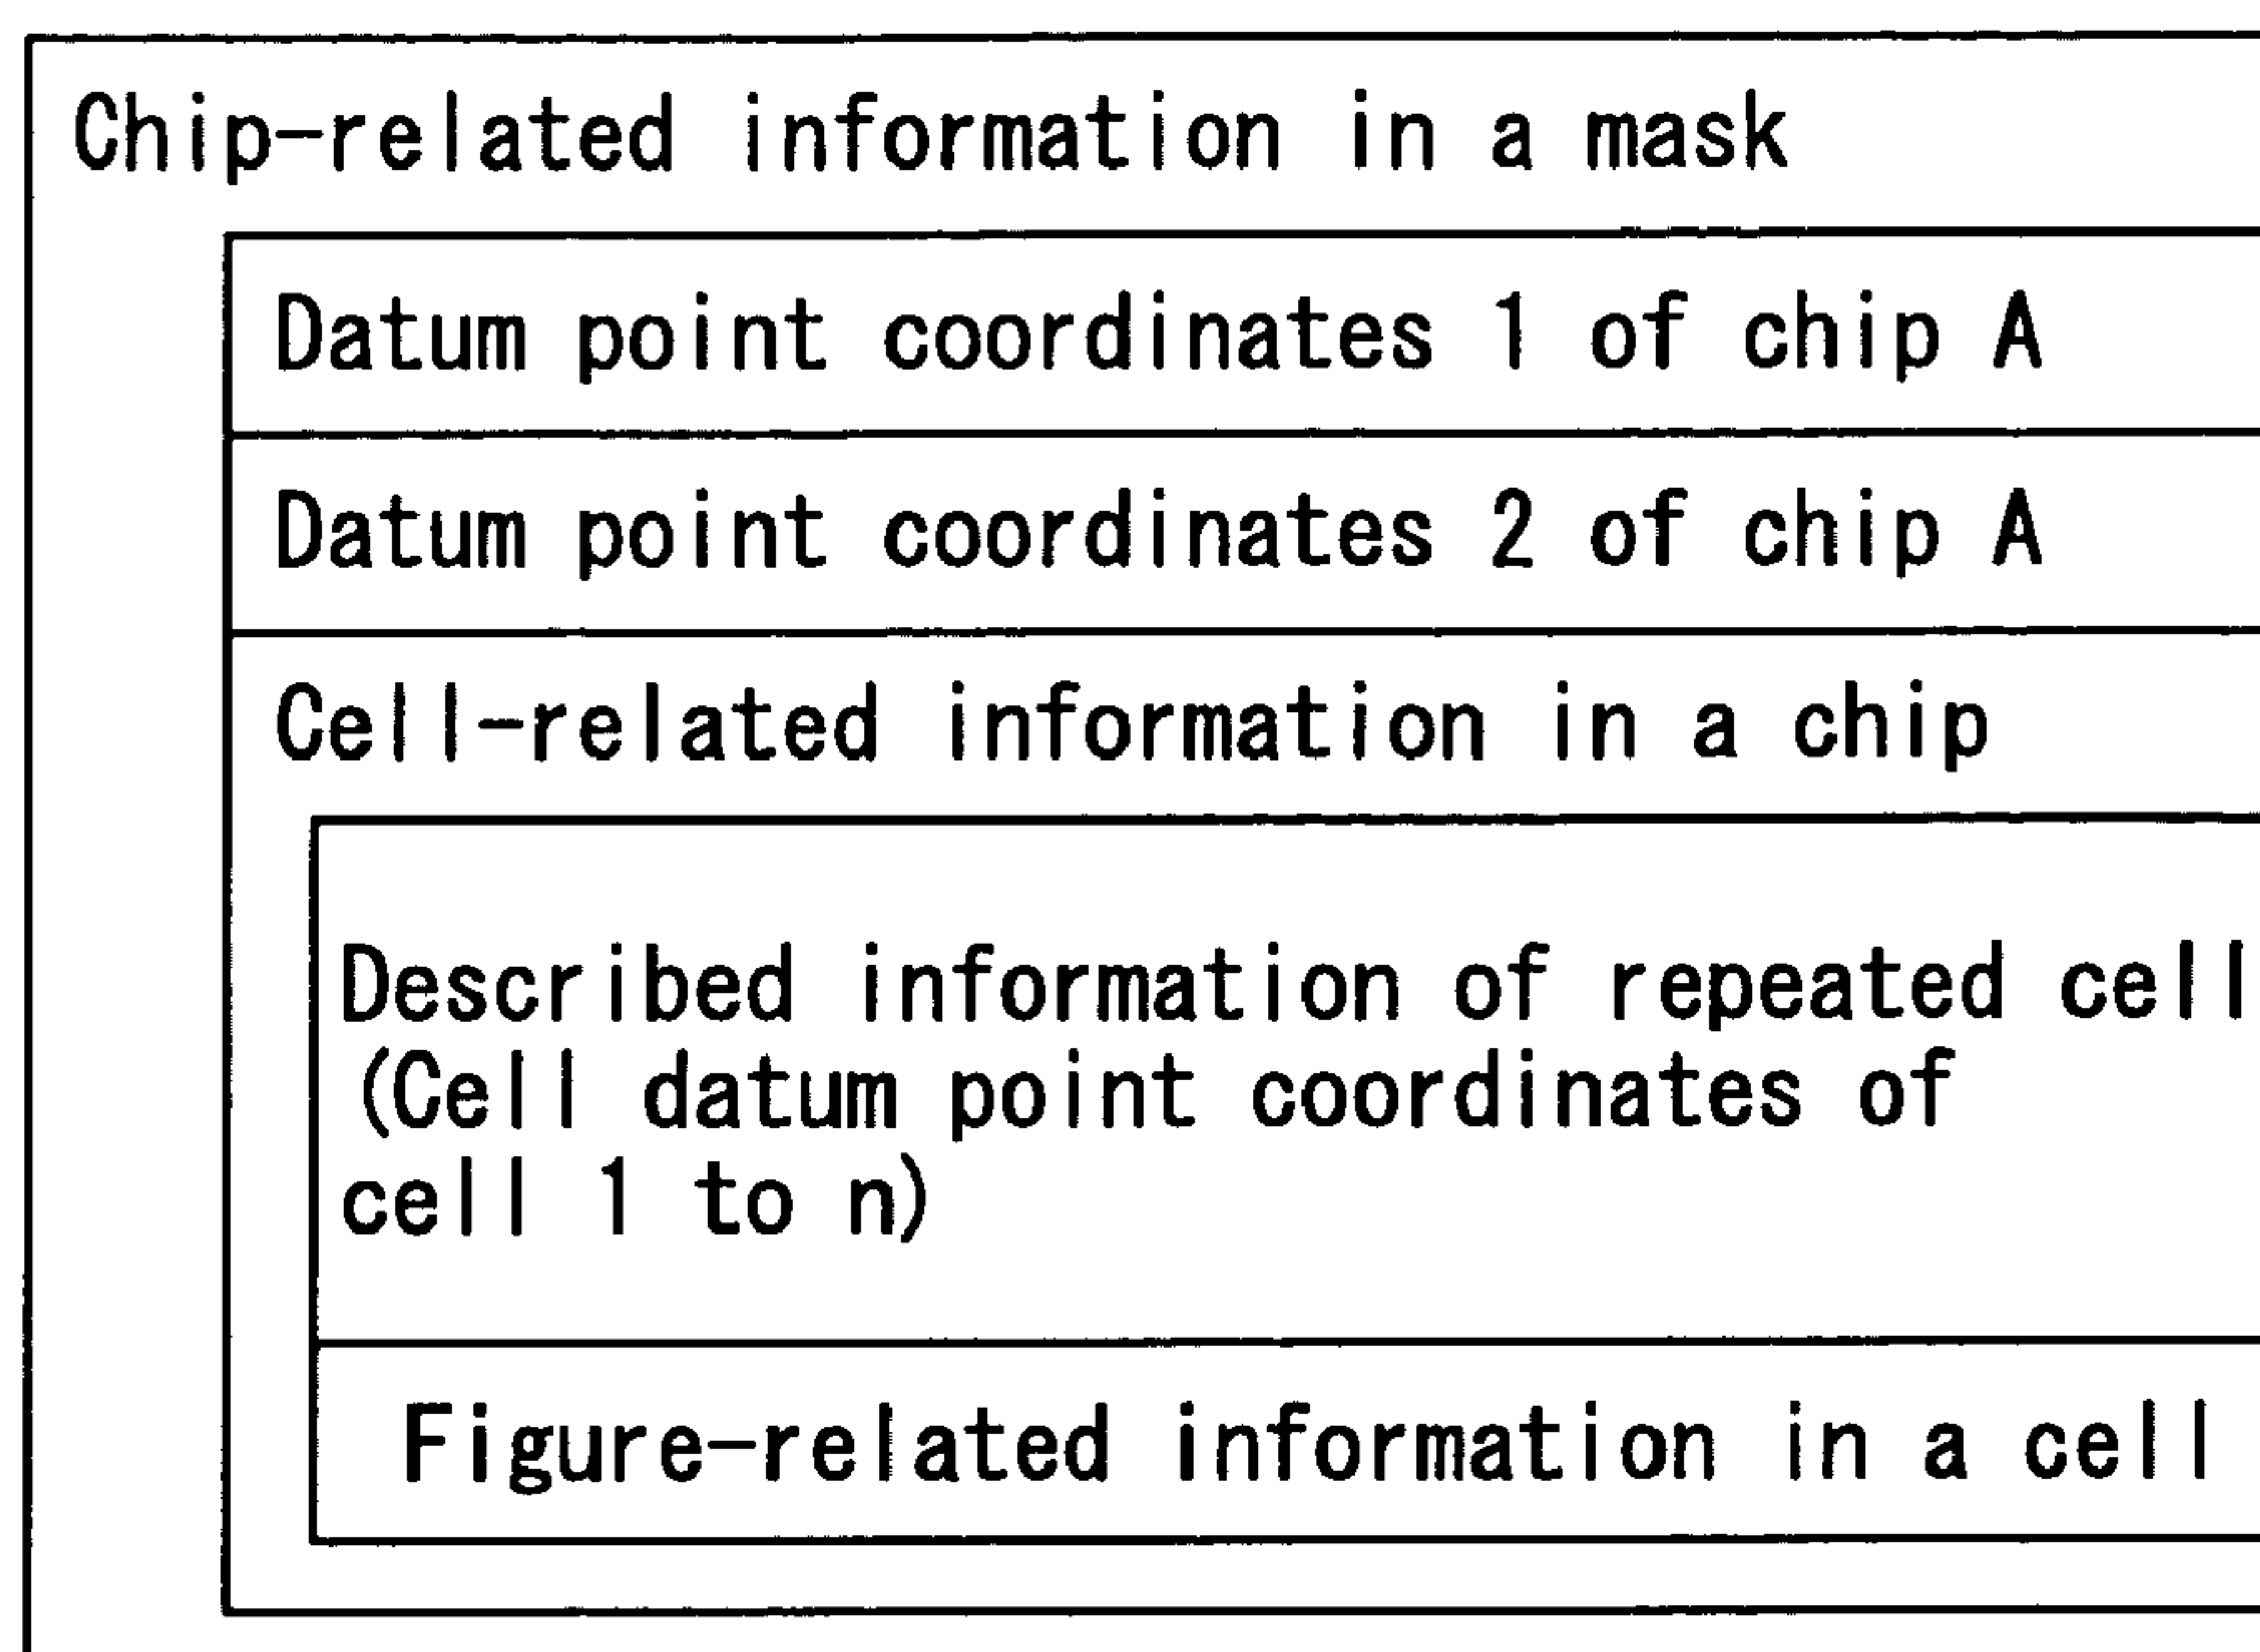 Chip-related information in a mask
Datum point coordinates 1 of chip A
Datum point coordinates 2 of chip A
Cell-related information in a chip
Described information of repeated cell
(Cell datum point coordinates of
cell 1 to n)
Figure-related information in a cell